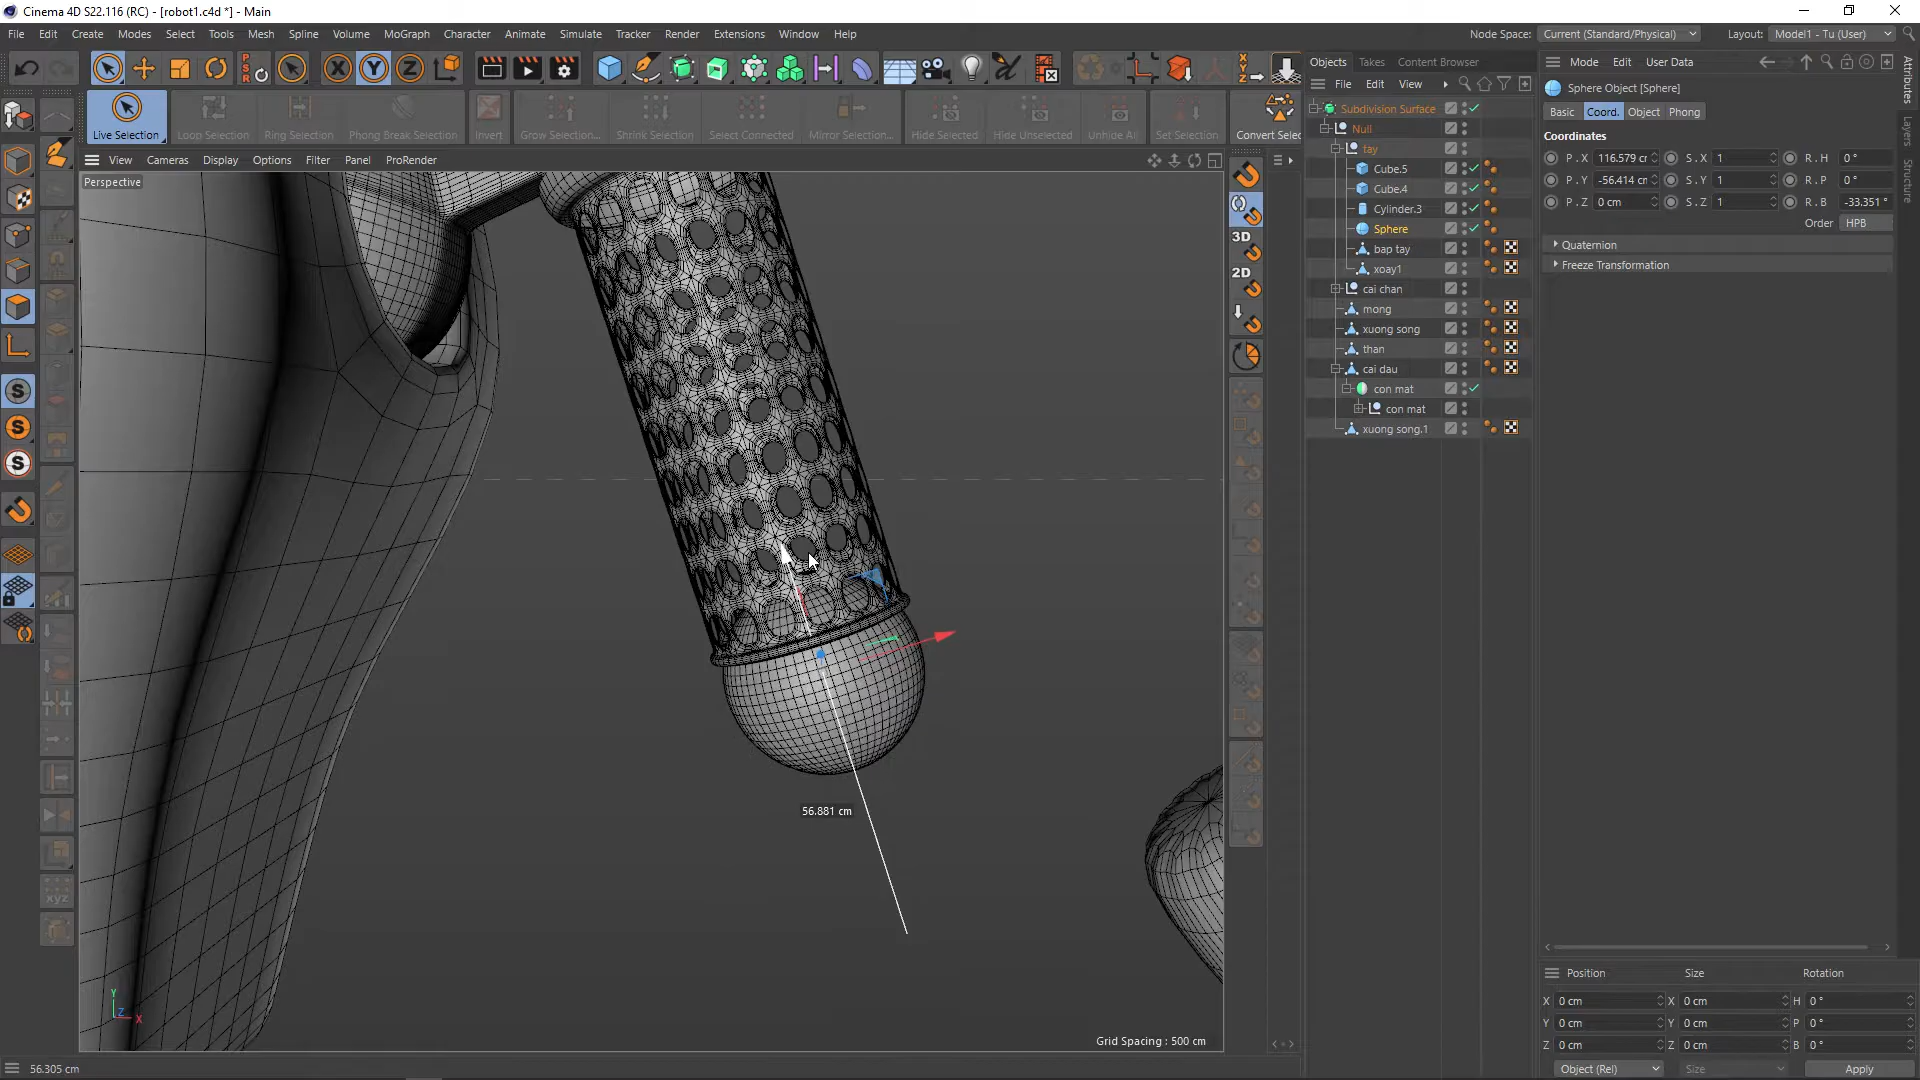 Cinema 4D S22.116 (RC) - [robot1.c4d *] - Main
File Edit Create Modes Select Tools Mesh Spline Volume MoGraph Character Animate Simulate Tracker Render Extensions Window Help
Node Space: Current (Standard/Physical) Layout: Model1 - Tu (User)
PSR X Y Z
Live Selection Loop Selection Ring Selection Phong Break Selection Invert Grow Selection... Shrink Selection Select Connected Mirror Selection... Hide Selected Hide Unselected Unhide All Set Selection Convert Selec
View Cameras Display Options Filter Panel ProRender
Perspective
3D
2D
S
S
S
xyz
56.881 cm
Y
Z
X
Grid Spacing : 500 cm
56.305 cm
Objects Takes Content Browser
File Edit View
Subdivision Surface
Null
tay
Cube.5
Cube.4
Cylinder.3
Sphere
bap tay
xoay1
cai chan
mong
xuong song
than
cai dau
con mat
con mat
xuong song.1
Mode Edit User Data
Sphere Object [Sphere]
Basic Coord. Object Phong
Coordinates
P . X 116.579 cr S . X 1 R . H 0 °
P . Y -56.414 cm S . Y 1 R . P 0 °
P . Z 0 cm S . Z 1 R . B -33.351 °
Order HPB
Quaternion
Freeze Transformation
Attributes
Layers
Structure
Position Size Rotation
X 0 cm X 0 cm H 0 °
Y 0 cm Y 0 cm P 0 °
Z 0 cm Z 0 cm B 0 °
Object (Rel) Size Apply